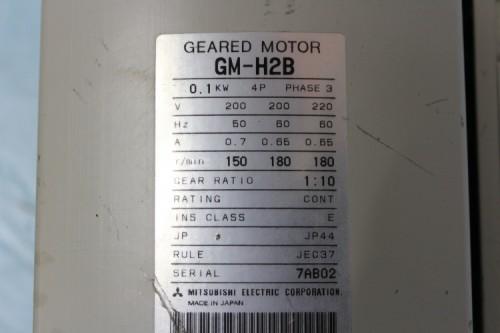 GEARED MOTOR
GM-H2B
0.1 KW 4P PHASE 3
V 200 200 220
Hz 50 60 60
A 0.7 0.65 0.65
r/min 150 180 180
GEAR RATIO 1:10
RATING CONT
INS CLASS E
JP JP44
RULE JEC37
SERIAL 7AB02
MITSUBISHI ELECTRIC CORPORATION
MADE IN JAPAN